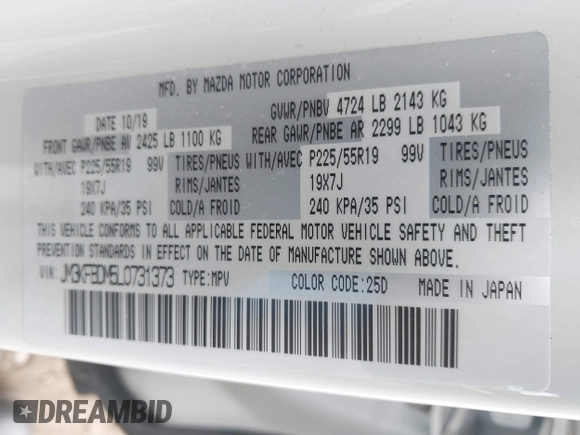 MFD. BY MAZDA MOTOR CORPORATION
DATE 10/19 GVWR/PNBV 4724 LB 2143 KG
FRONT GAWR/PNBE AV 2425 LB 1100 KG REAR GAWR/PNBE AR 2299 LB 1043 KG
WITH/AVEC P225/55R19 99V TIRES/PNEUS WITH/AVEC P225/55R19 99V TIRES/PNEUS
19X7J RIMS/JANTES 19X7J RIMS/JANTES
240 KPA/35 PSI COLD/A FROID 240 KPA/35 PSI COLD/A FROID
THIS VEHICLE CONFORMS TO ALL APPLICABLE FEDERAL MOTOR VEHICLE SAFETY AND THEFT
PREVENTION STANDARDS IN EFFECT ON THE DATE OF MANUFACTURE SHOWN ABOVE.
VIN: JM3KFBDM5L0731373 TYPE:MPV COLOR CODE:25D MADE IN JAPAN
DREAMBID